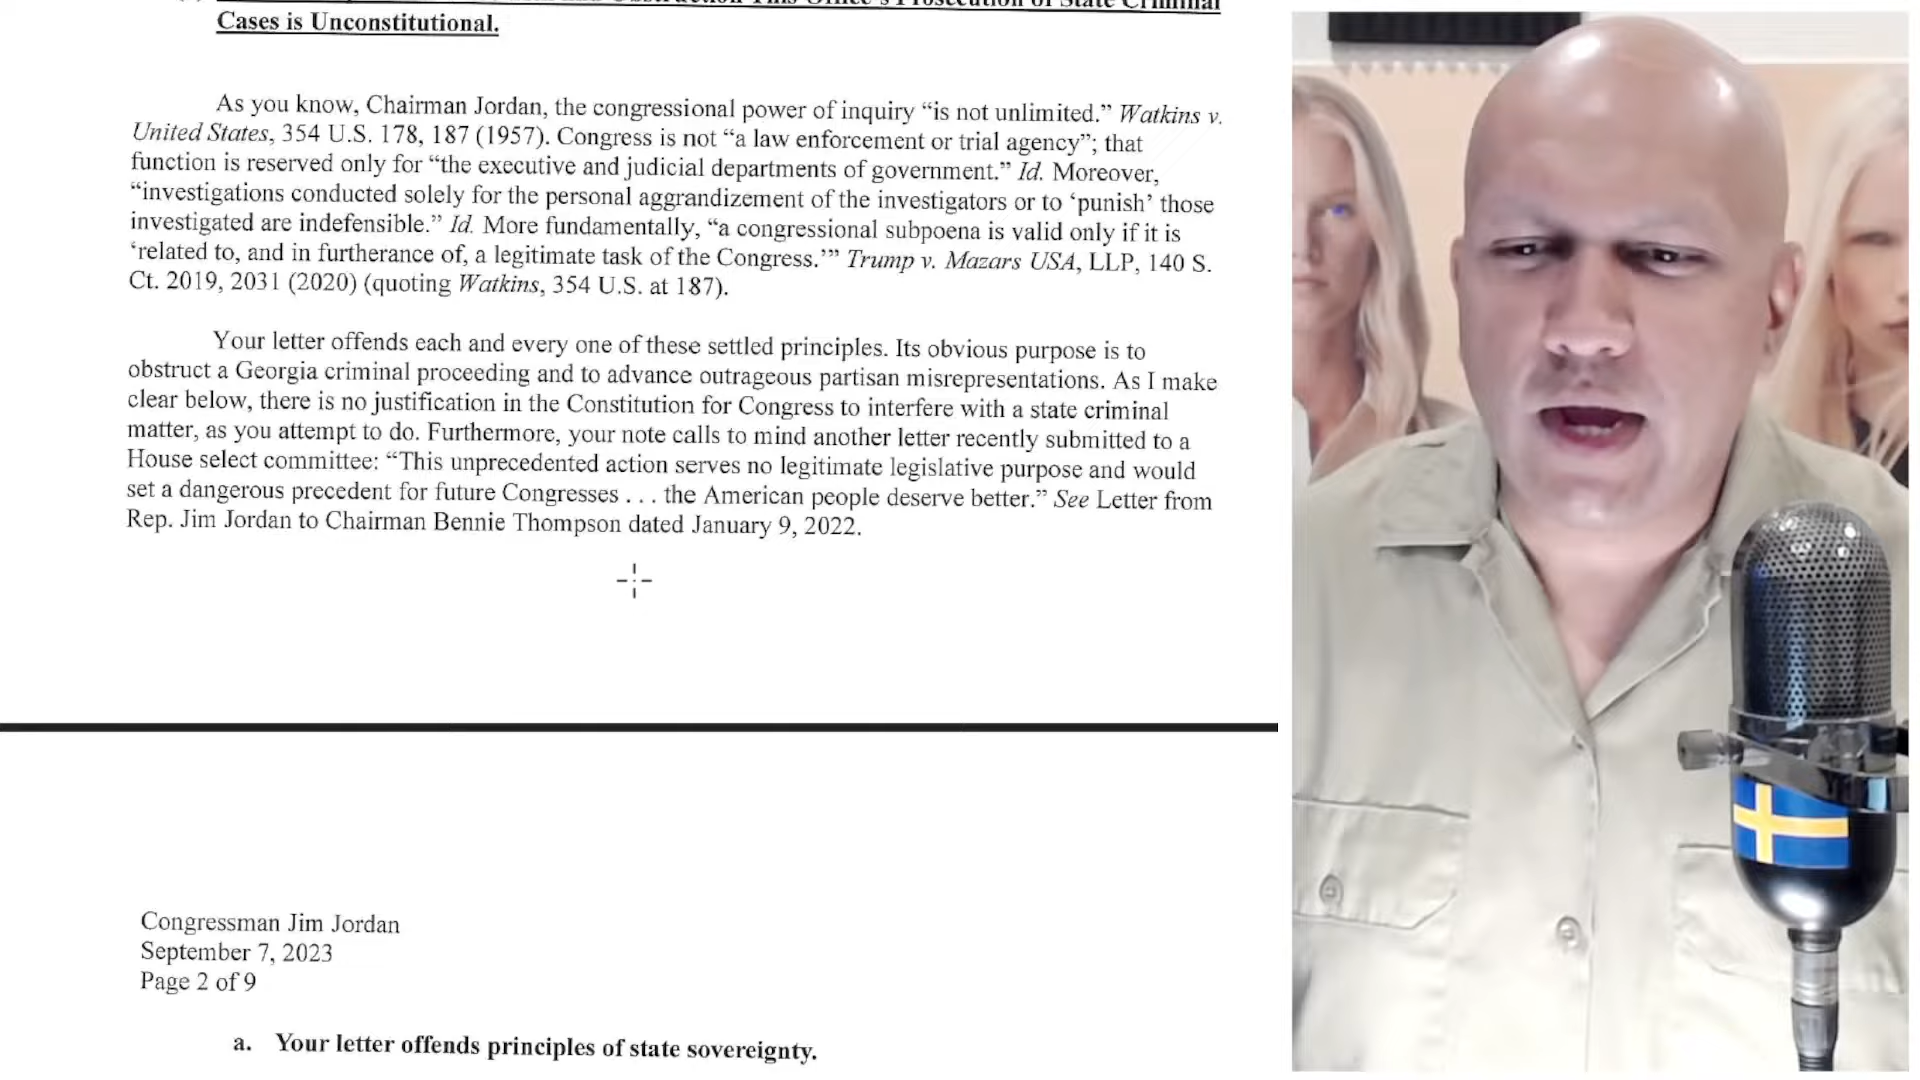 Cases is Unconstitutional.
As you know, Chairman Jordan, the congressional power of inquiry “is not unlimited.” Watkins v.
United States, 354 U.S. 178, 187 (1957). Congress is not “a law enforcement or trial agency”; that
function is reserved only for “the executive and judicial departments of government.” Id. Moreover,
“investigations conducted solely for the personal aggrandizement of the investigators or to ‘punish’ those
investigated are indefensible.” Id. More fundamentally, “a congressional subpoena is valid only if it is
‘related to, and in furtherance of, a legitimate task of the Congress.’” Trump v. Mazars USA, LLP, 140 S.
Ct. 2019, 2031 (2020) (quoting Watkins, 354 U.S. at 187).
Your letter offends each and every one of these settled principles. Its obvious purpose is to
obstruct a Georgia criminal proceeding and to advance outrageous partisan misrepresentations. As I make
clear below, there is no justification in the Constitution for Congress to interfere with a state criminal
matter, as you attempt to do. Furthermore, your note calls to mind another letter recently submitted to a
House select committee: “This unprecedented action serves no legitimate legislative purpose and would
set a dangerous precedent for future Congresses . . . the American people deserve better.” See Letter from
Rep. Jim Jordan to Chairman Bennie Thompson dated January 9, 2022.
Congressman Jim Jordan
September 7, 2023
Page 2 of 9
a. Your letter offends principles of state sovereignty.